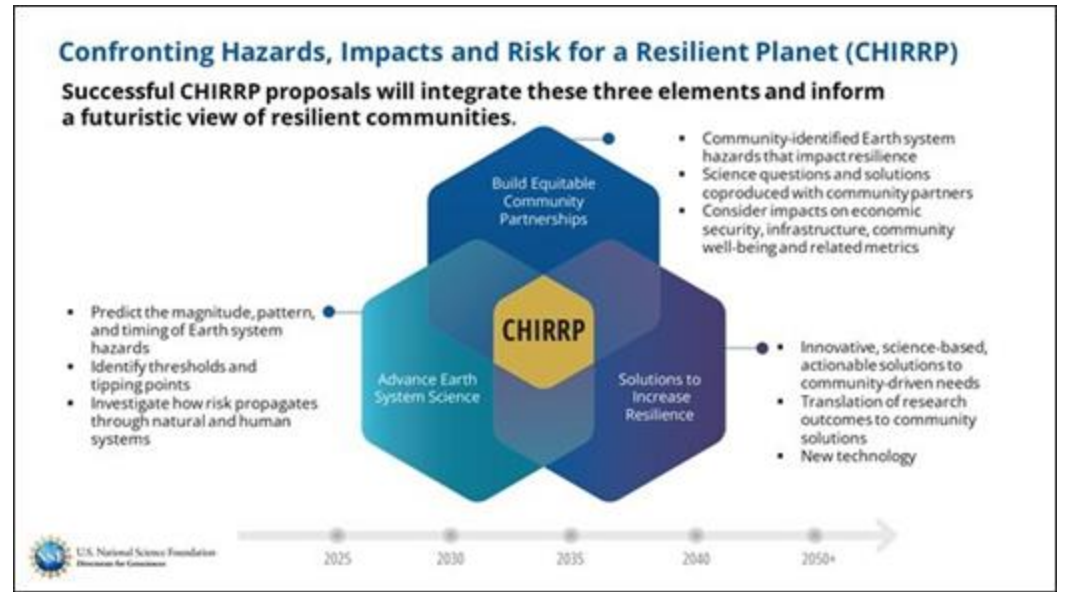 Confronting Hazards, Impacts and Risk for a Resilient Planet (CHIRRP)
Successful CHIRRP proposals will integrate these three elements and inform
a futuristic view of resilient communities.
Build Equitable
Community
Partnerships
▪ Community-identified Earth system
hazards that impact resilience
▪ Science questions and solutions
coproduced with community partners
▪ Consider impacts on economic
security, infrastructure, community
well-being and related metrics
▪ Predict the magnitude, pattern,
and timing of Earth system
hazards
▪ Identify thresholds and
tipping points
▪ Investigate how risk propagates
through natural and human
systems
CHIRRP
Advance Earth
System Science
Solutions to
Increase
Resilience
▪ Innovative, science-based,
actionable solutions to
community-driven needs
▪ Translation of research
outcomes to community
solutions
▪ New technology
NSF
U.S. National Science Foundation
Directorate for Geosciences
2025 2030 2035 2040 2050+